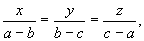 x/(a − b) = y/(b − c) = z/(c − a),